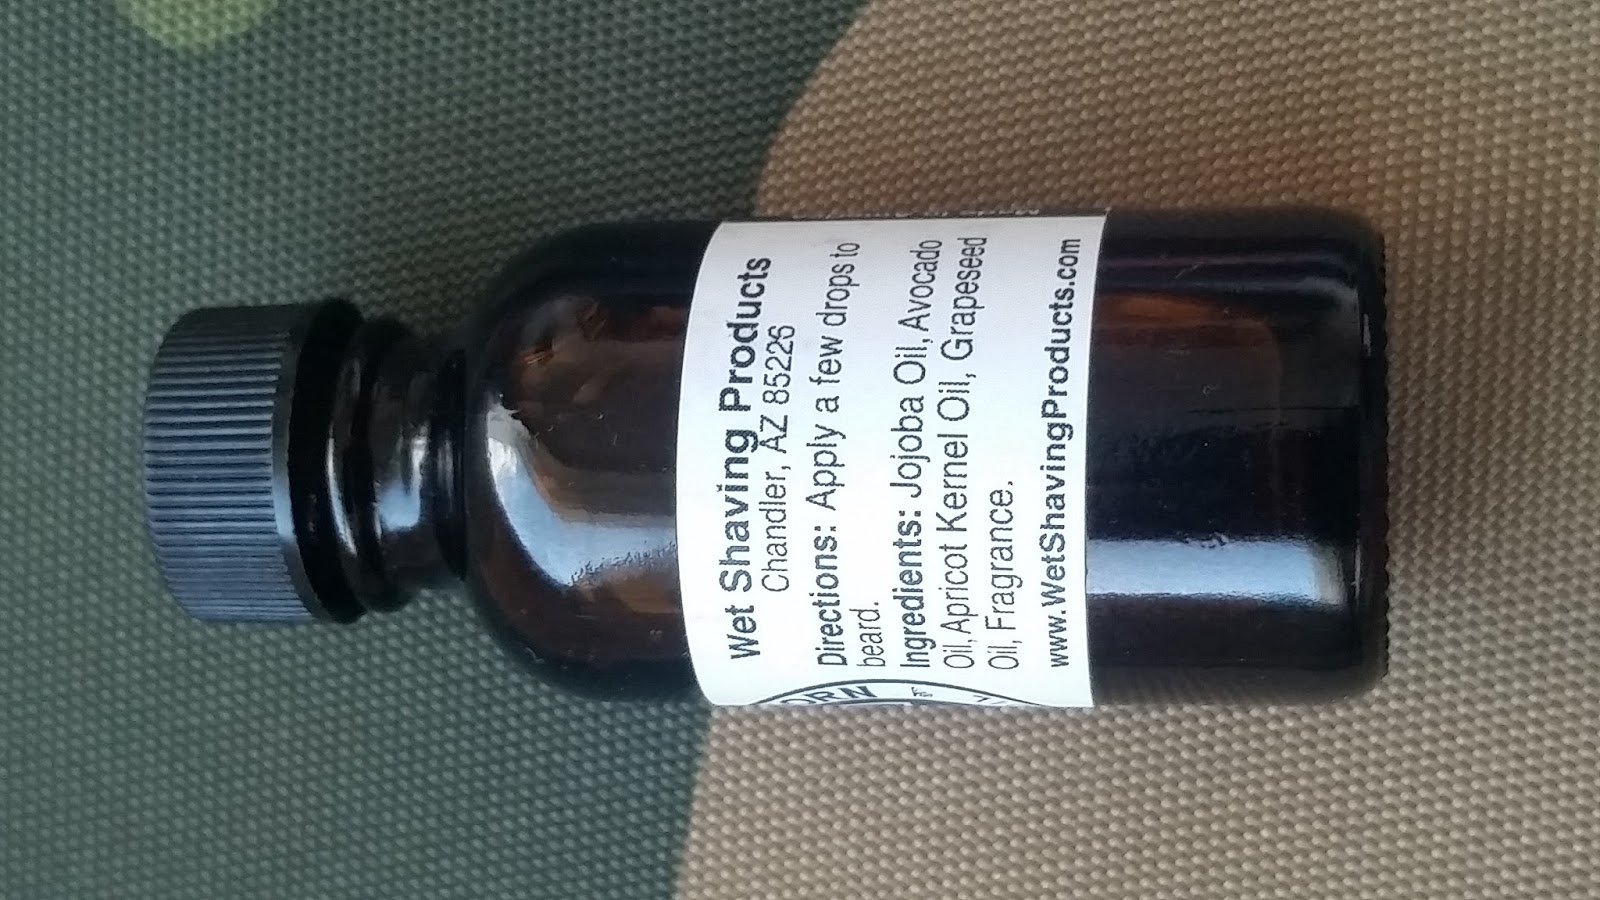 Wet Shaving Products
Chandler, AZ 85226
Directions: Apply a few drops to
beard.
Ingredients: Jojoba Oil, Avocado
Oil, Apricot Kernel Oil, Grapeseed
Oil, Fragrance.
www.WetShavingProducts.com